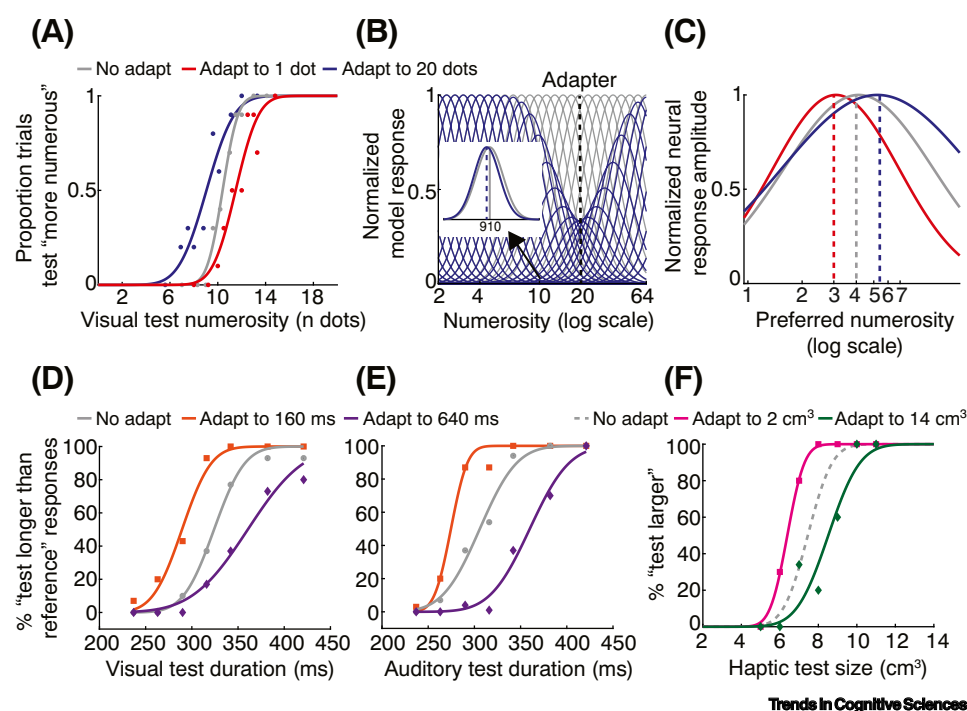 (A)
(B)
(C)
No adapt Adapt to 1 dot Adapt to 20 dots
Adapter
Proportion trials
test “more numerous”
1
0.5
0
2 6 10 14 18
Visual test numerosity (n dots)
Normalized
model response
1
0.5
0
910
2 4 10 20 64
Numerosity (log scale)
Normalized neural
response amplitude
1
0.5
0
1 2 3 4 5 6 7
Preferred numerosity
(log scale)
(D)
(E)
(F)
No adapt Adapt to 160 ms Adapt to 640 ms
No adapt Adapt to 2 cm³ Adapt to 14 cm³
% “test longer than
reference” responses
100
80
60
40
20
0
200 250 300 350 400 450
Visual test duration (ms)
100
80
60
40
20
0
200 250 300 350 400 450
Auditory test duration (ms)
% “test larger”
100
80
60
40
20
0
2 4 6 8 10 12 14
Haptic test size (cm³)
Trends in Cognitive Sciences